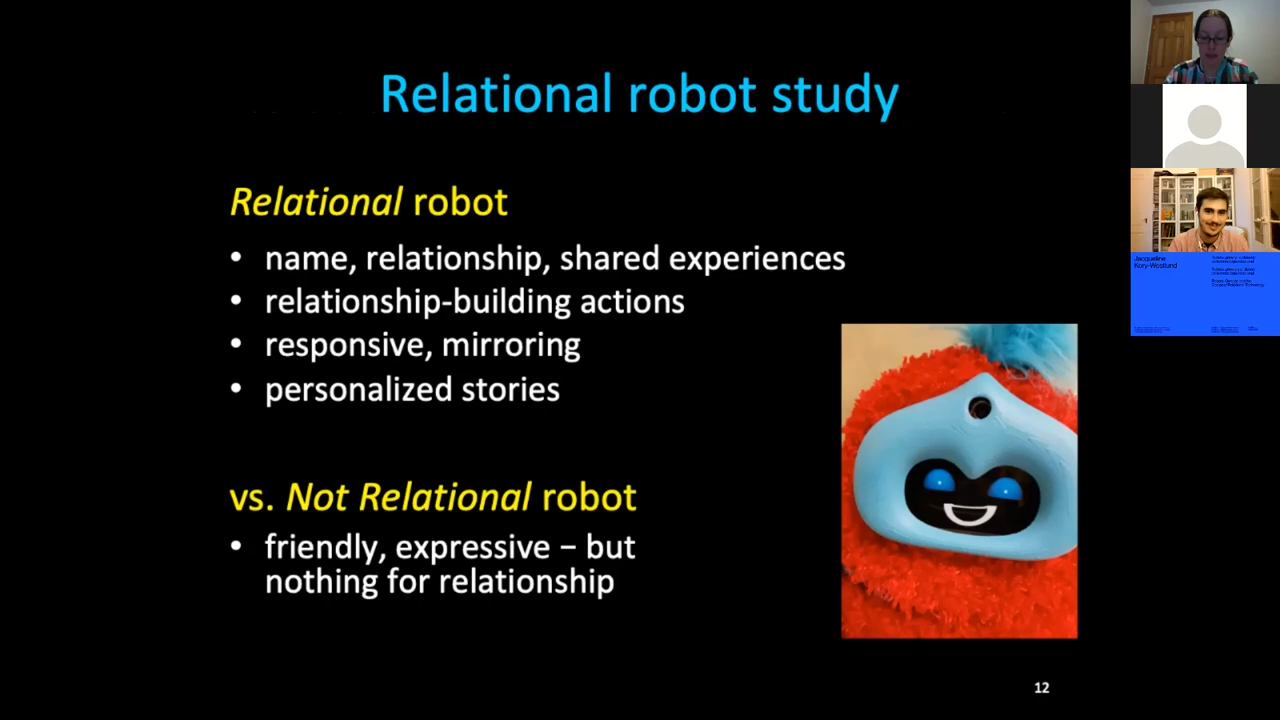 Relational robot study
Relational robot
• name, relationship, shared experiences
• relationship-building actions
• responsive, mirroring
• personalized stories
vs. Not Relational robot
• friendly, expressive – but
nothing for relationship
12
Jacqueline
Kory-Westlund